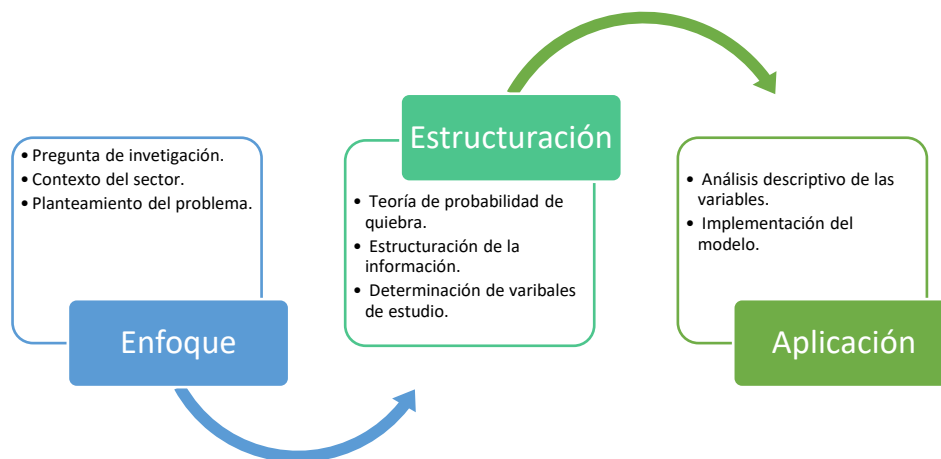 • Pregunta de invetigación.
• Contexto del sector.
• Planteamiento del problema.
Enfoque
Estructuración
• Teoría de probabilidad de
quiebra.
• Estructuración de la
información.
• Determinación de varibales
de estudio.
• Análisis descriptivo de las
variables.
• Implementación del
modelo.
Aplicación